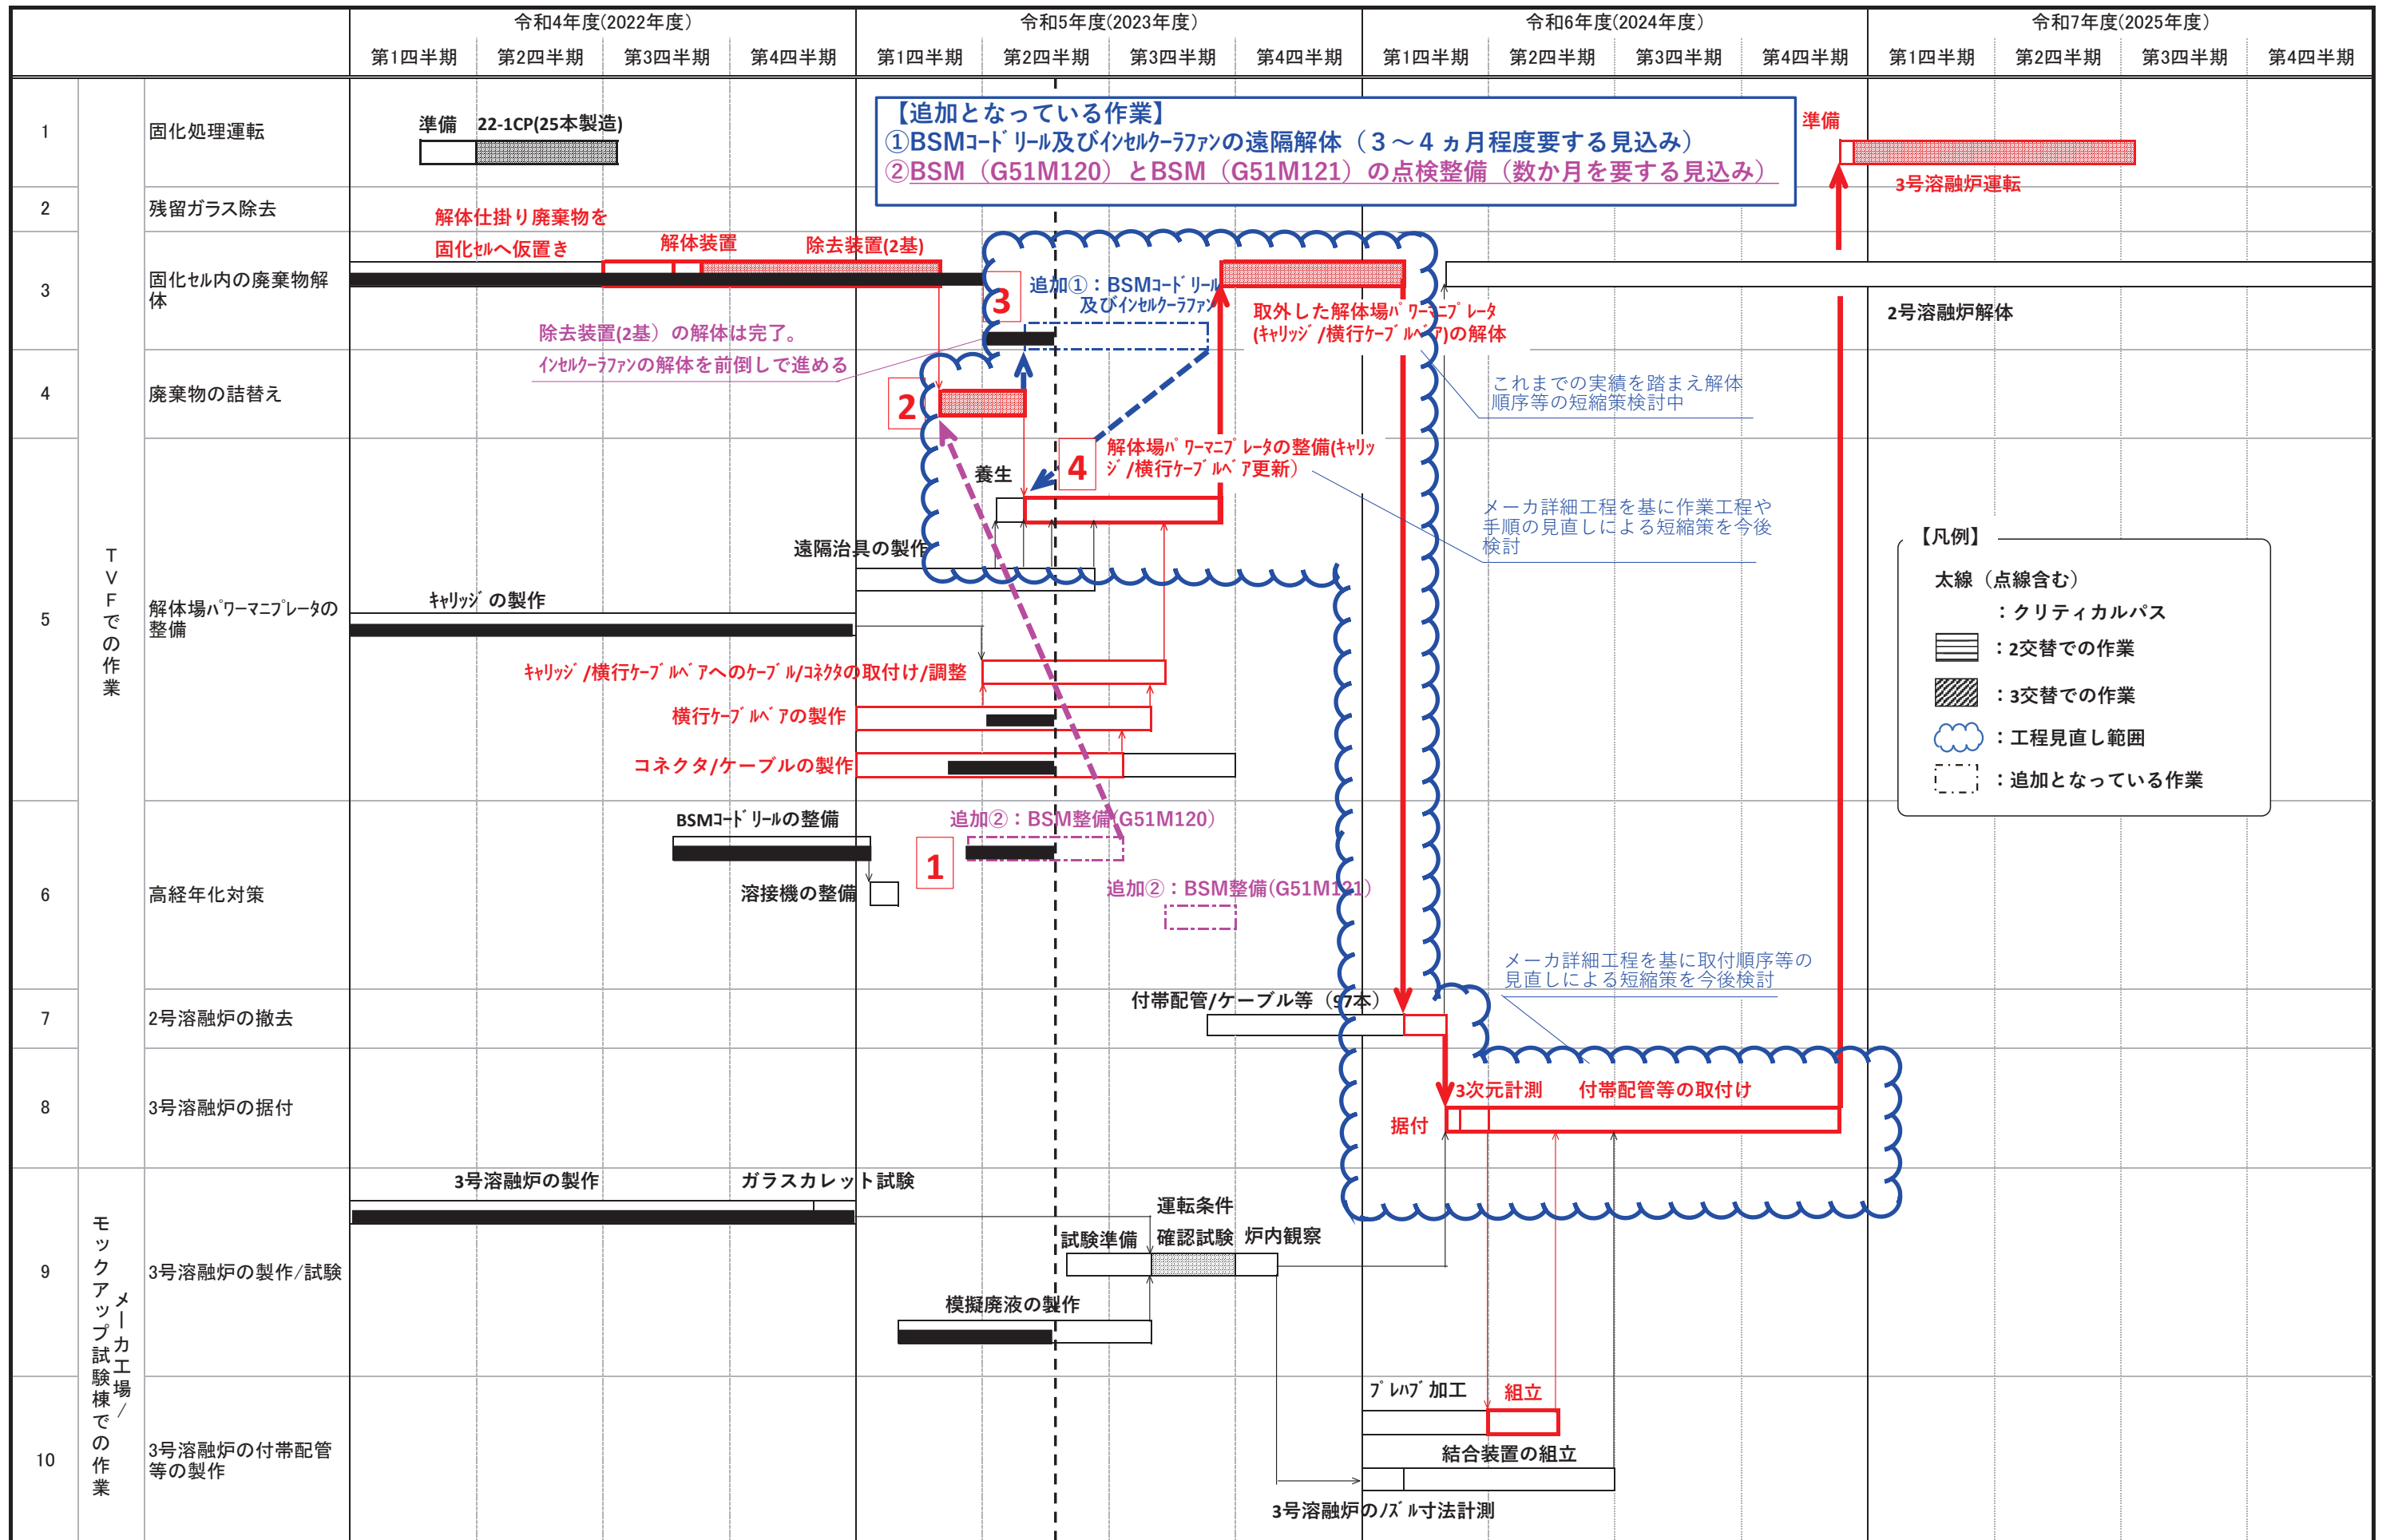 令和4年度(2022年度)
令和5年度(2023年度)
令和6年度(2024年度)
令和7年度(2025年度)
第1四半期 第2四半期 第3四半期 第4四半期 第1四半期 第2四半期 第3四半期 第4四半期 第1四半期 第2四半期 第3四半期 第4四半期 第1四半期 第2四半期 第3四半期 第4四半期
TVFでの作業
1
固化処理運転
準備 22-1CP(25本製造)
【追加となっている作業】
①BSMｺｰﾄﾞﾘｰﾙ及びｲﾝｾﾙｸｰﾗﾌｧﾝの遠隔解体（３～４ヵ月程度要する見込み）
②BSM（G51M120）とBSM（G51M121）の点検整備（数か月を要する見込み）
準備
3号溶融炉運転
2
残留ガラス除去
解体仕掛り廃棄物を
固化ｾﾙへ仮置き
解体装置
除去装置(2基)
3
固化ｾﾙ内の廃棄物解
体
3
追加①：BSMｺｰﾄﾞﾘｰﾙ
及びｲﾝｾﾙｸｰﾗﾌｧﾝ
除去装置(2基）の解体は完了。
ｲﾝｾﾙｸｰﾗﾌｧﾝの解体を前倒しで進める
取外した解体場ﾊﾟﾜｰﾏﾆﾌﾟﾚｰﾀ
(ｷｬﾘｯｼﾞ/横行ｹｰﾌﾞﾙﾍﾞｱ)の解体
2号溶融炉解体
4
廃棄物の詰替え
2
これまでの実績を踏まえ解体
順序等の短縮策検討中
5
解体場ﾊﾟﾜｰﾏﾆﾌﾟﾚｰﾀの
整備
養生
4
解体場ﾊﾟﾜｰﾏﾆﾌﾟﾚｰﾀの整備(ｷｬﾘｯ
ｼﾞ/横行ｹｰﾌﾞﾙﾍﾞｱ更新）
メーカ詳細工程を基に作業工程や
手順の見直しによる短縮策を今後
検討
遠隔治具の製作
ｷｬﾘｯｼﾞの製作
ｷｬﾘｯｼﾞ/横行ｹｰﾌﾞﾙﾍﾞｱへのｹｰﾌﾞﾙ/ｺﾈｸﾀの取付け/調整
横行ｹｰﾌﾞﾙﾍﾞｱの製作
コネクタ/ケーブルの製作
【凡例】
太線（点線含む）
：クリティカルパス
：2交替での作業
：3交替での作業
：工程見直し範囲
：追加となっている作業
6
高経年化対策
BSMｺｰﾄﾞﾘｰﾙの整備
1
追加②：BSM整備(G51M120)
溶接機の整備
追加②：BSM整備(G51M121)
7
2号溶融炉の撤去
付帯配管/ケーブル等（97本）
メーカ詳細工程を基に取付順序等の
見直しによる短縮策を今後検討
8
3号溶融炉の据付
据付
3次元計測
付帯配管等の取付け
メーカ工場/
モックアップ試験棟での作業
9
3号溶融炉の製作/試験
3号溶融炉の製作
ガラスカレット試験
試験準備
運転条件
確認試験
炉内観察
模擬廃液の製作
10
3号溶融炉の付帯配管
等の製作
ﾌﾟﾚﾊﾌﾞ加工
組立
結合装置の組立
3号溶融炉のﾉｽﾞﾙ寸法計測